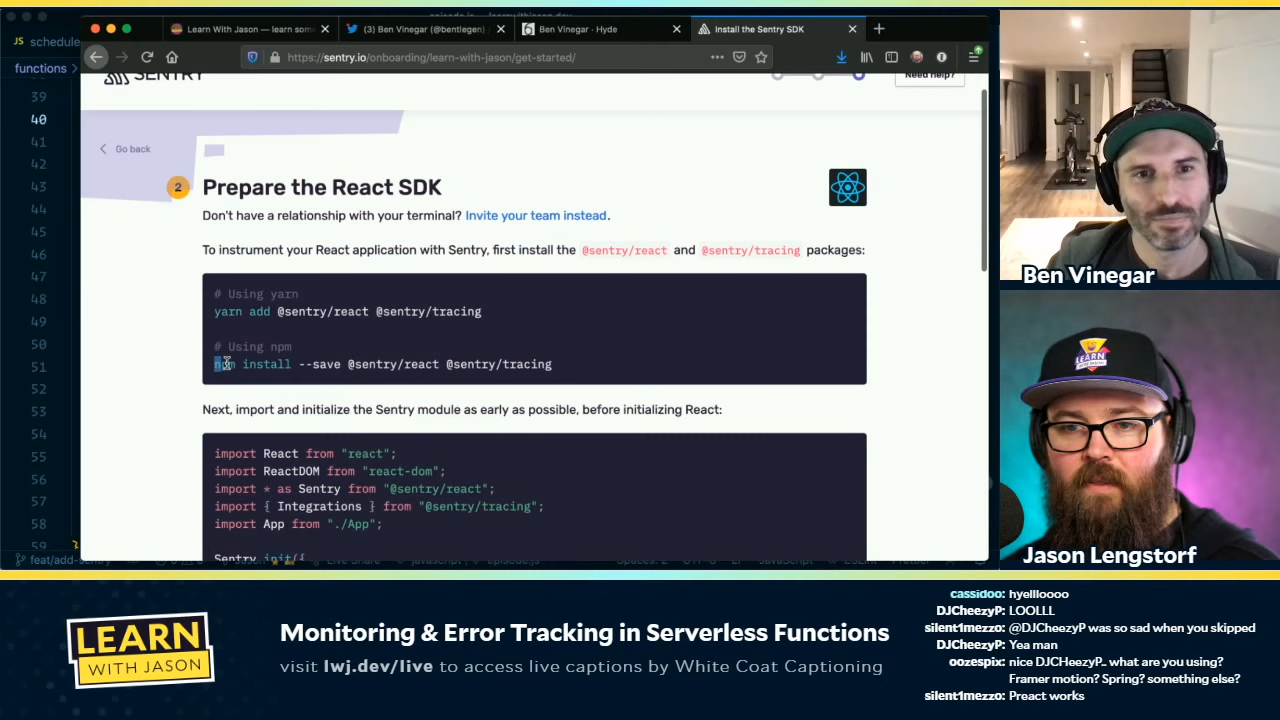 JS schedule
functions >
Learn With Jason — learn som
(3) Ben Vinegar (@bentlegen)
Ben Vinegar - Hyde
Install the Sentry SDK
https://sentry.io/onboarding/learn-with-jason/get-started/
SENTRY
Need help?
Go back
2
Prepare the React SDK
Don't have a relationship with your terminal? Invite your team instead.
To instrument your React application with Sentry, first install the @sentry/react and @sentry/tracing packages:
# Using yarn
yarn add @sentry/react @sentry/tracing
# Using npm
npm install --save @sentry/react @sentry/tracing
Next, import and initialize the Sentry module as early as possible, before initializing React:
import React from "react";
import ReactDOM from "react-dom";
import * as Sentry from "@sentry/react";
import { Integrations } from "@sentry/tracing";
import App from "./App";
Sentry.init({
39
40
41
42
43
44
45
46
47
48
49
50
51
52
53
54
55
56
57
58
59
feat/add-sentry
Ben Vinegar
LEARN
Jason Lengstorf
LEARN
WITH JASON
Monitoring & Error Tracking in Serverless Functions
visit lwj.dev/live to access live captions by White Coat Captioning
cassidoo: hyellloooo
DJCheezyP: LOOLLL
silent1mezzo: @DJCheezyP was so sad when you skipped
DJCheezyP: Yea man
oozespix: nice DJCHeezyP.. what are you using?
Framer motion? Spring? something else?
silent1mezzo: Preact works